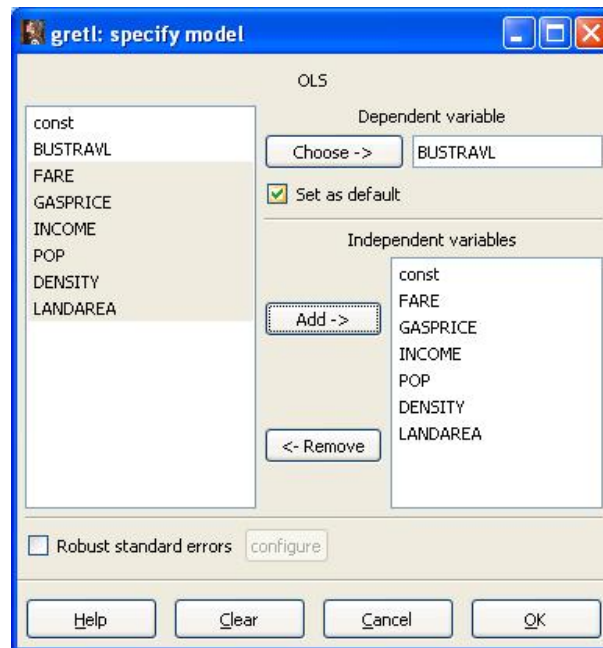 gretl: specify model
OLS
const
BUSTRAVL
FARE
GASPRICE
INCOME
POP
DENSITY
LANDAREA
Dependent variable
Choose ->
BUSTRAVL
Set as default
Independent variables
Add ->
<- Remove
const
FARE
GASPRICE
INCOME
POP
DENSITY
LANDAREA
Robust standard errors
configure
Help
Clear
Cancel
OK